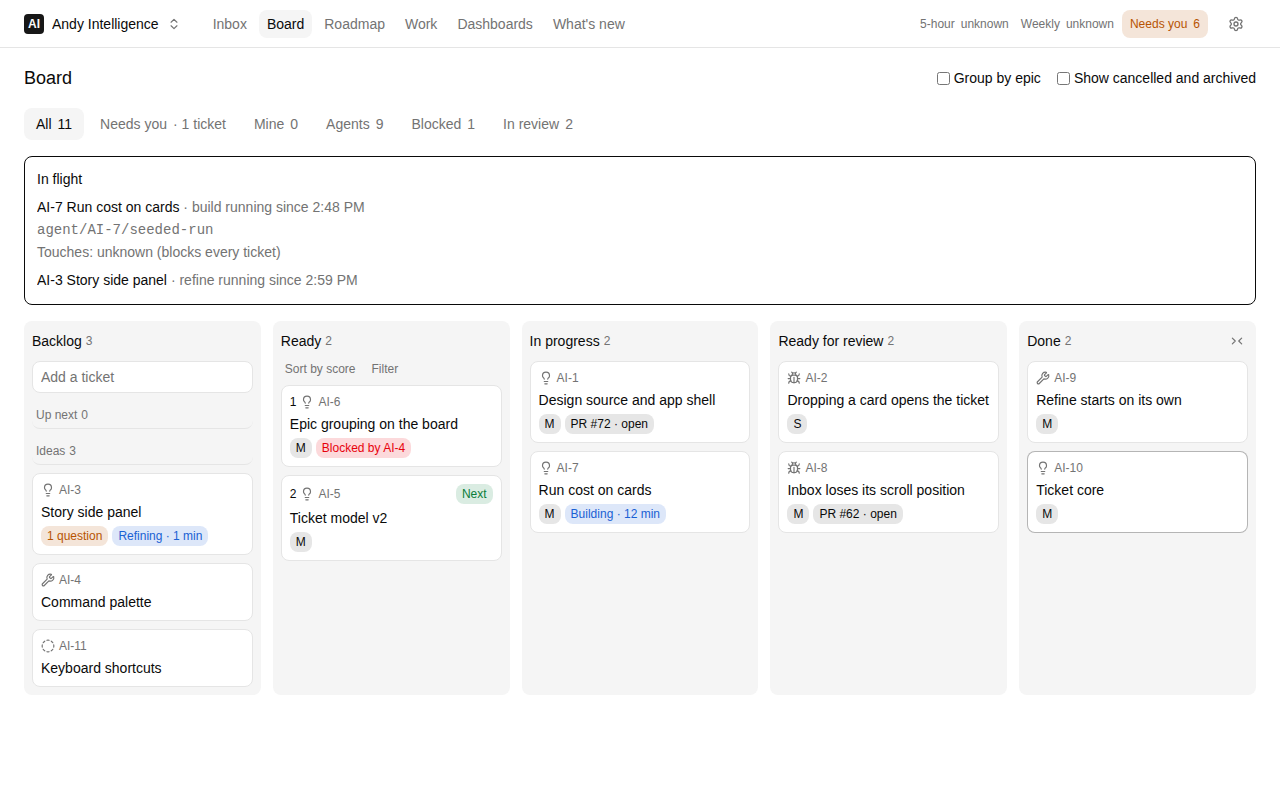 AI Andy Intelligence Inbox Board Roadmap Work Dashboards What's new 5-hour unknown Weekly unknown Needs you 6
Board Group by epic Show cancelled and archived
All 11 Needs you · 1 ticket Mine 0 Agents 9 Blocked 1 In review 2
In flight
AI-7 Run cost on cards · build running since 2:48 PM
agent/AI-7/seeded-run
Touches: unknown (blocks every ticket)
AI-3 Story side panel · refine running since 2:59 PM
Backlog 3
Add a ticket
Up next 0
Ideas 3
AI-3
Story side panel
1 question Refining · 1 min
AI-4
Command palette
AI-11
Keyboard shortcuts
Ready 2
Sort by score Filter
1 AI-6
Epic grouping on the board
M Blocked by AI-4
2 AI-5 Next
Ticket model v2
M
In progress 2
AI-1
Design source and app shell
M PR #72 · open
AI-7
Run cost on cards
M Building · 12 min
Ready for review 2
AI-2
Dropping a card opens the ticket
S
AI-8
Inbox loses its scroll position
M PR #62 · open
Done 2
AI-9
Refine starts on its own
M
AI-10
Ticket core
M